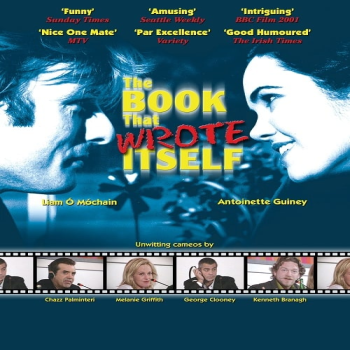 'Funy'
Sunday Times
'Amusing'
Seattle Weekly
'Intriguing'
BBC Film 2001
'Nice One Mate'
MTV
'Par Excellence'
Variety
'Good Humoured'
The Irish Times
The
BOOK
That
WROTE
ITSELF
Liam Ó Móchain
Antoinette Guiney
Unwitting cameos by
Chazz Palminteri
Melanie Griffith
George Clooney
Kenneth Branagh